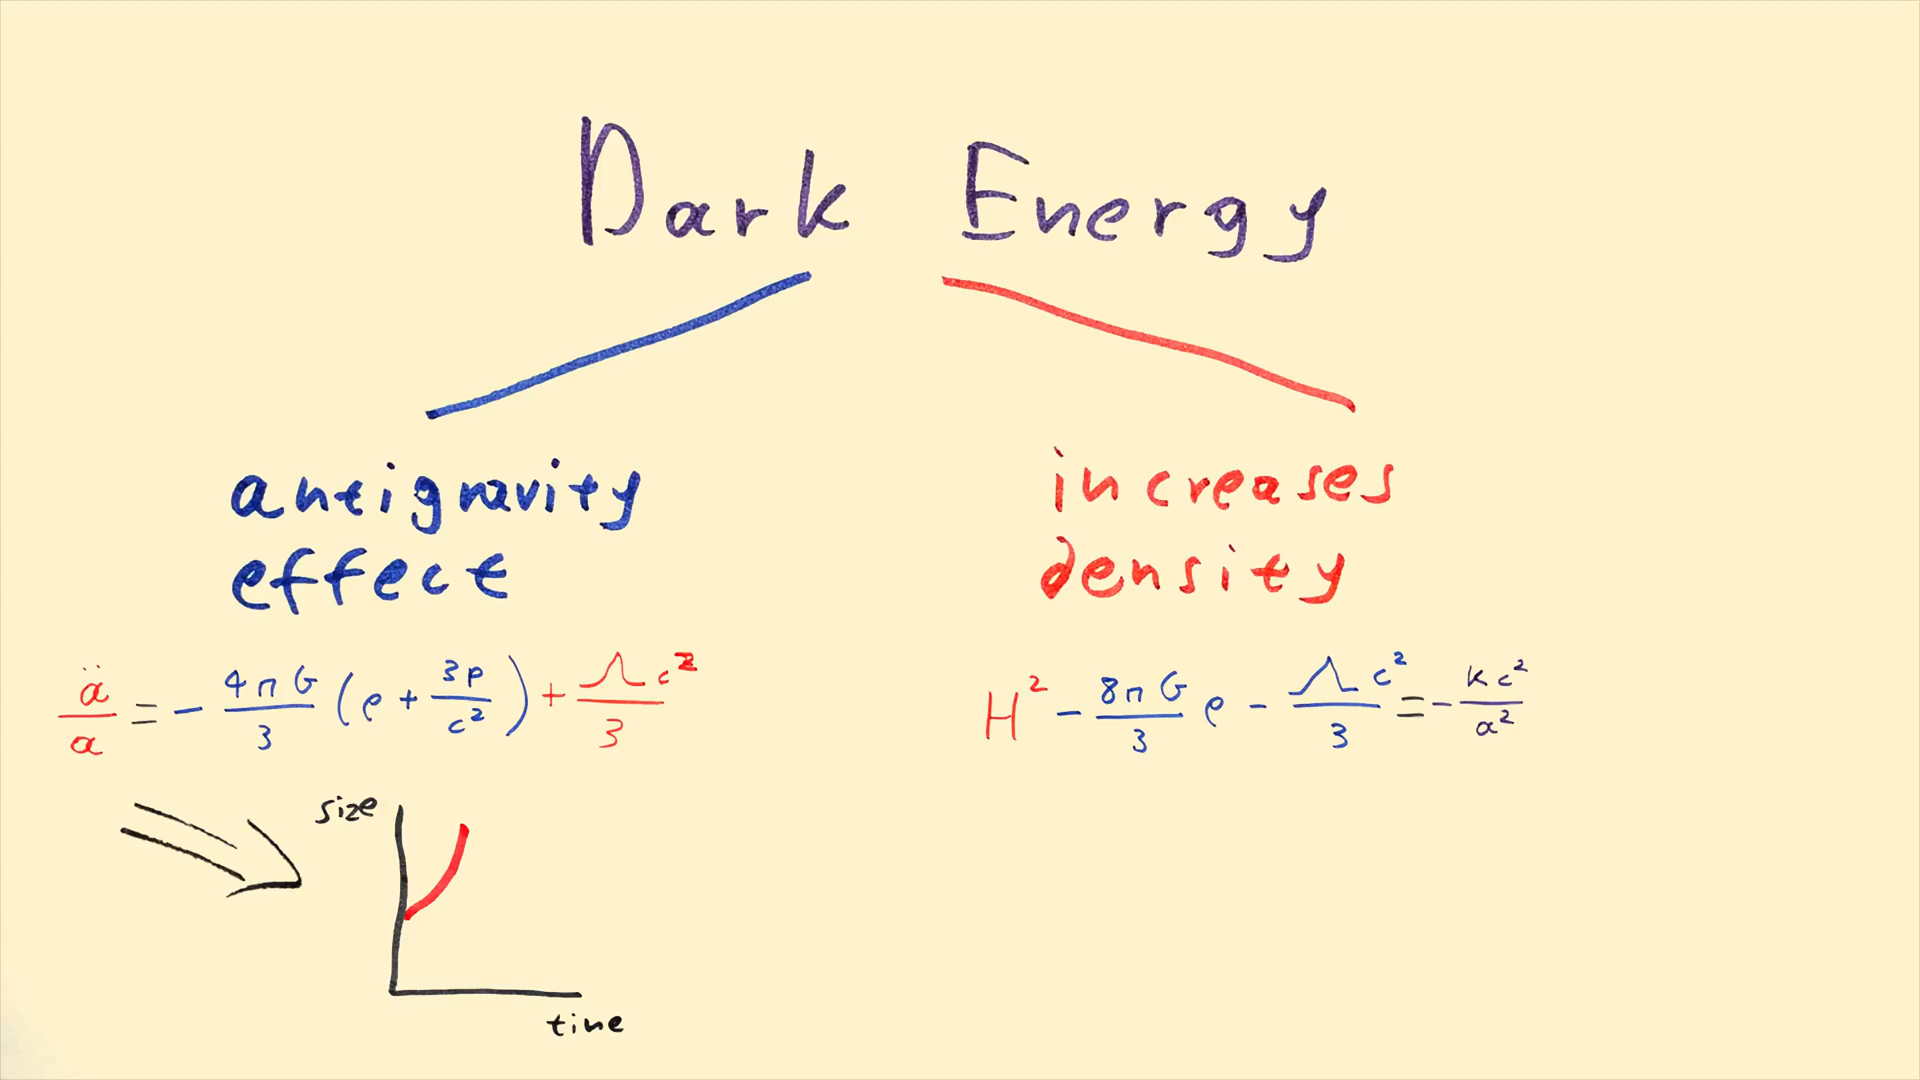 Dark Energy
antigravity
effect
ä/a = - 4πG/3 (ρ + 3p/c²) + Λc²/3
size
time
increases
density
H² - 8πG/3 ρ - Λc²/3 = - kc²/a²